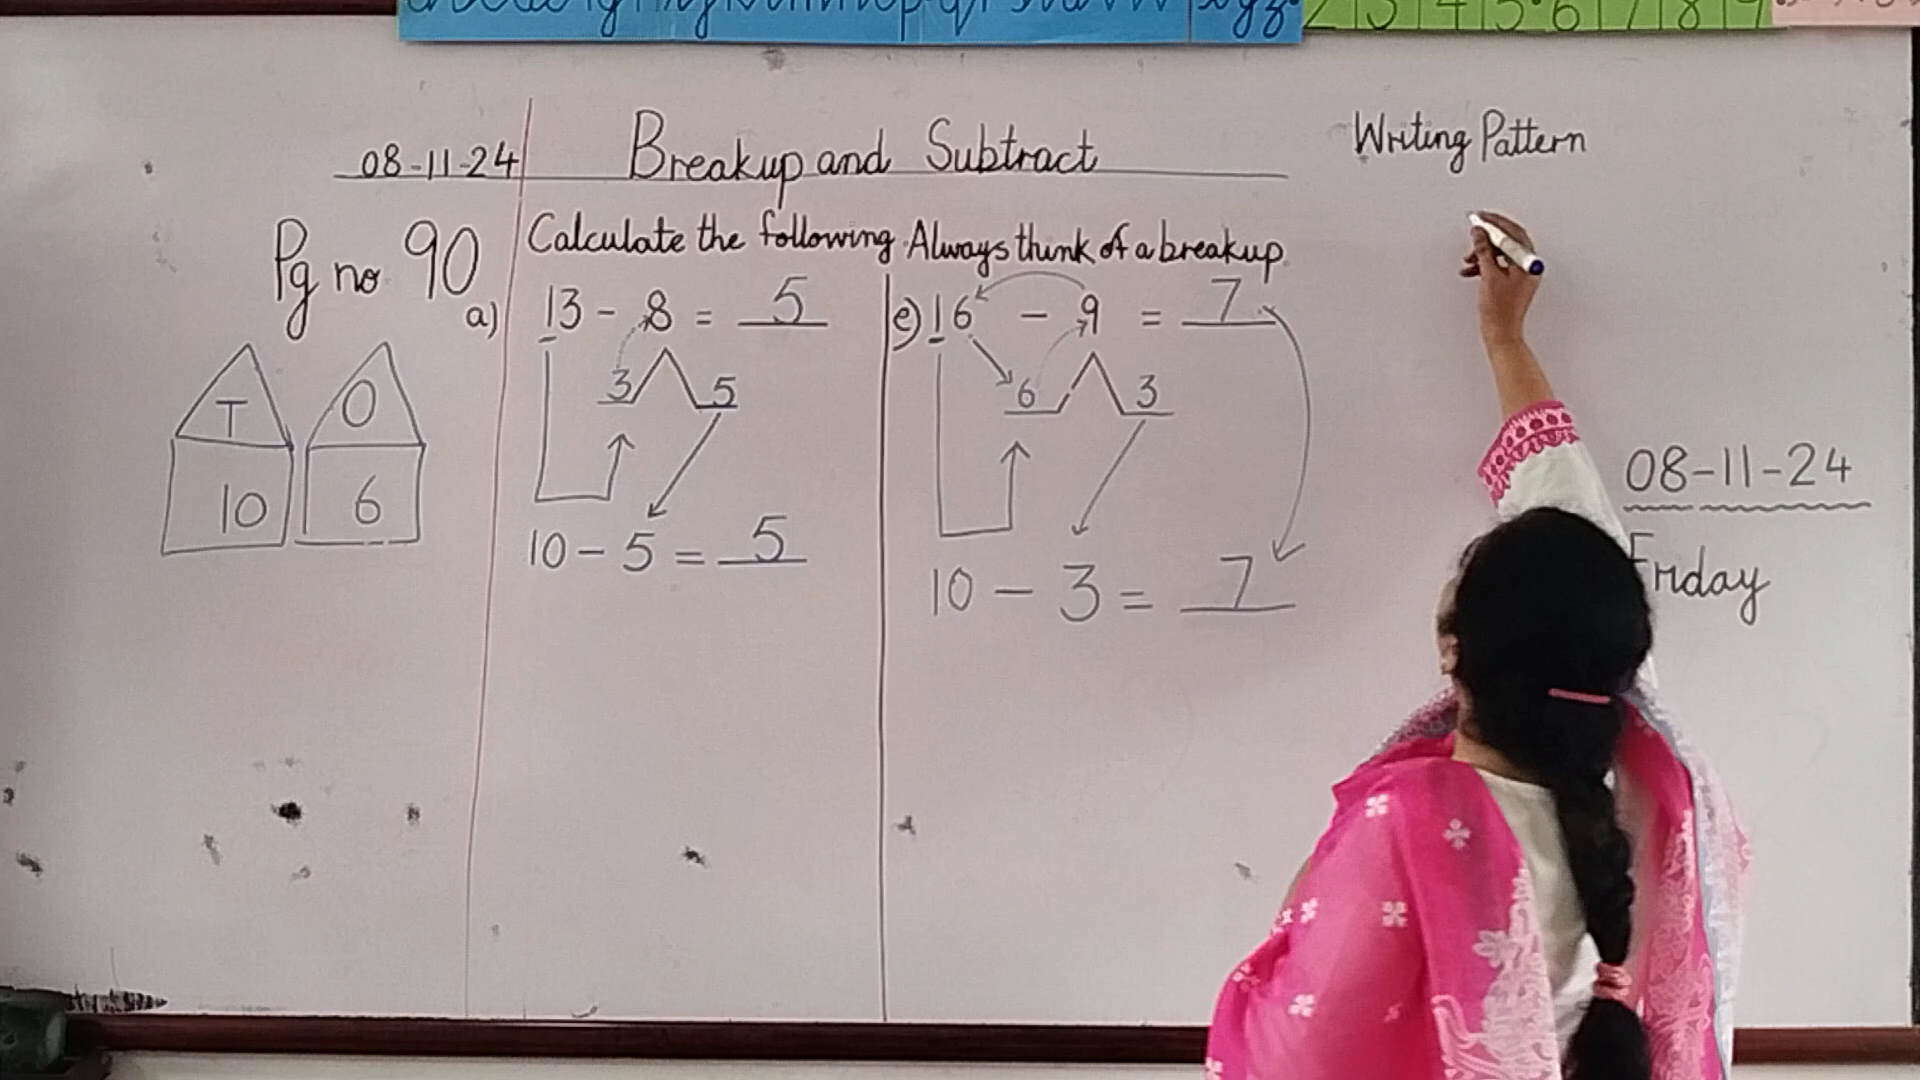 08-11-24 Breakup and Subtract
Writing Pattern
Pg no 90
Calculate the following. Always think of a breakup.
a) 13 - 8 = 5
3 5
10 - 5 = 5
e) 16 - 9 = 7
6 3
10 - 3 = 7
T O
10 6
08-11-24
Friday